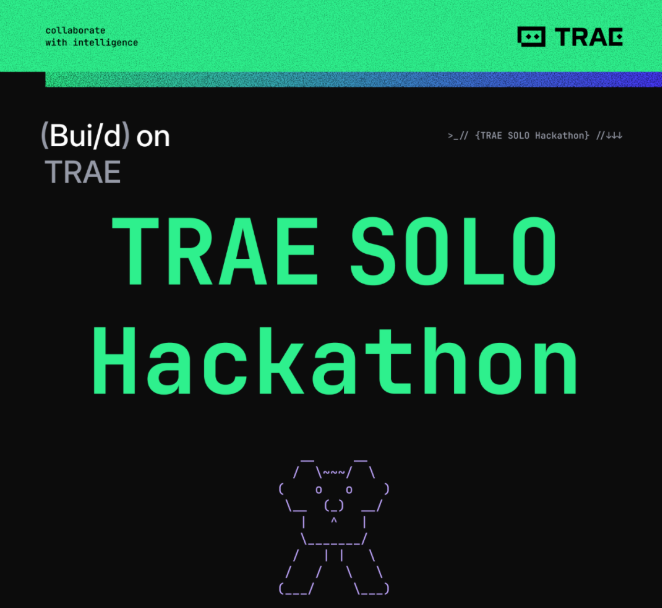 collaborate
with intelligence
TRAE
(Bui/d) on
TRAE
>_// {TRAE SOLO Hackathon} //↓↓↓
TRAE SOLO
Hackathon